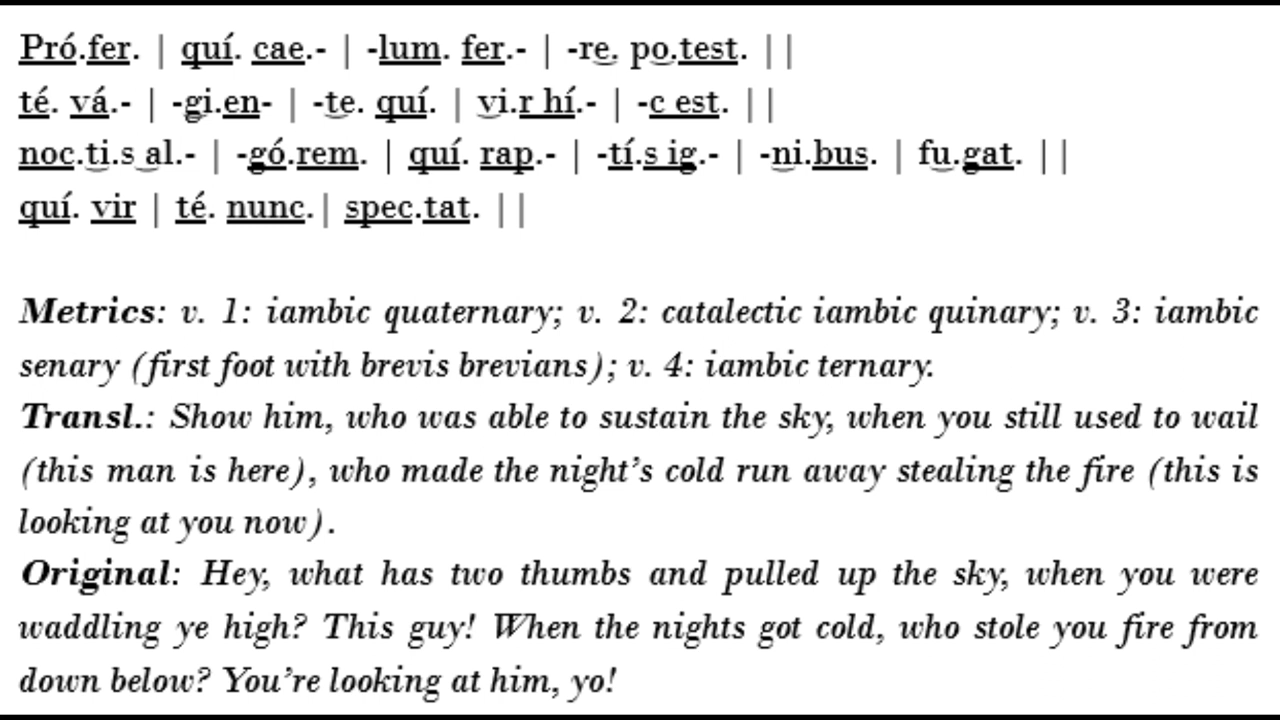 Pró.fer. | quí. cae.- | -lum. fer.- | -re. po.test. ||
té. vá.- | -gi.en- | -te. quí. | vi.r hí.- | -c est. ||
noc.ti.s al.- | -gó.rem. | quí. rap.- | -tí.s ig.- | -ni.bus. | fu.gat. ||
quí. vir | té. nunc.| spec.tat. ||
Metrics: v. 1: iambic quaternary; v. 2: catalectic iambic quinary; v. 3: iambic
senary (first foot with brevis brevians); v. 4: iambic ternary.
Transl.: Show him, who was able to sustain the sky, when you still used to wail
(this man is here), who made the night’s cold run away stealing the fire (this is
looking at you now).
Original: Hey, what has two thumbs and pulled up the sky, when you were
waddling ye high? This guy! When the nights got cold, who stole you fire from
down below? You’re looking at him, yo!